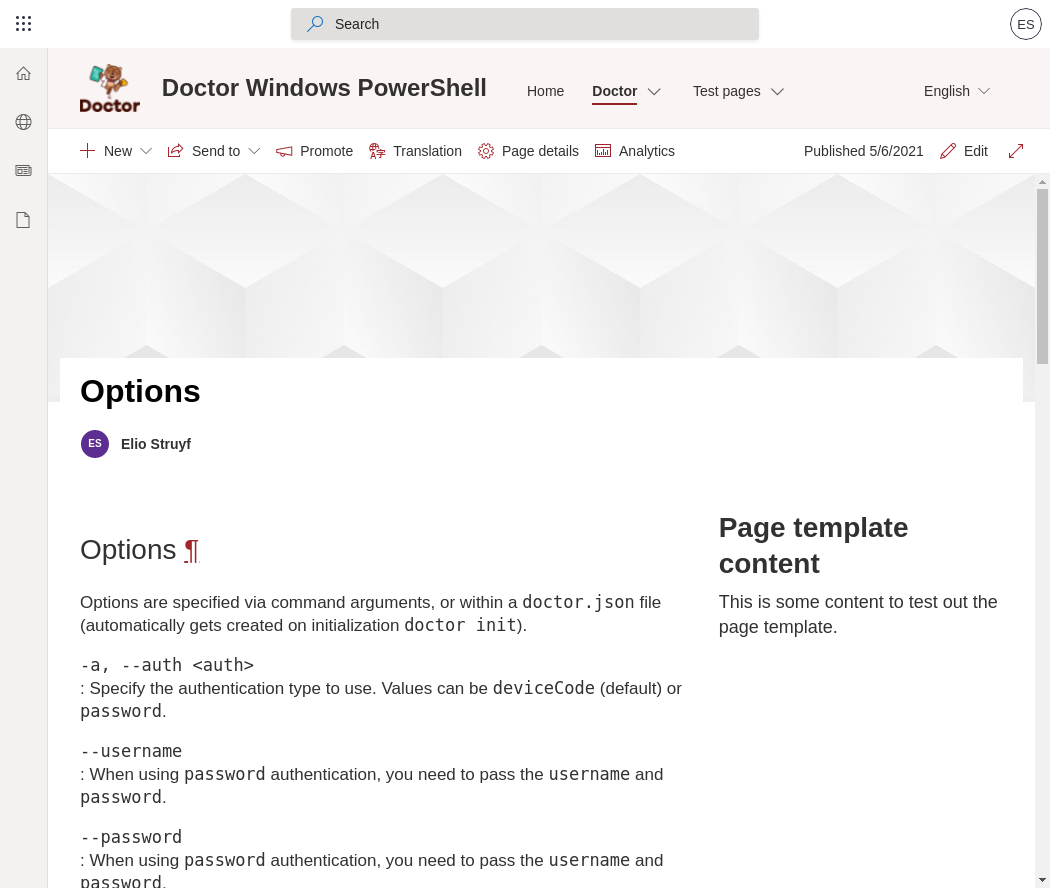 Search
ES
Doctor
Doctor Windows PowerShell
Home
Doctor
Test pages
English
New
Send to
Promote
Translation
Page details
Analytics
Published 5/6/2021
Edit
Options
ES
Elio Struyf
Options ¶
Options are specified via command arguments, or within a doctor.json file
(automatically gets created on initialization doctor init).
-a, --auth <auth>
: Specify the authentication type to use. Values can be deviceCode (default) or
password.
--username
: When using password authentication, you need to pass the username and
password.
--password
: When using password authentication, you need to pass the username and
password.
Page template
content
This is some content to test out the
page template.